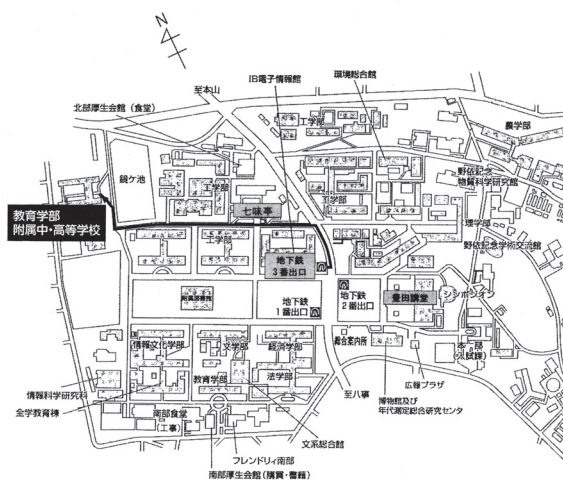 N
至本山
IB電子情報館
環境総合館
北部厚生会館（食堂）
工学部
農学部
鏡ケ池
野依記念
物質科学研究館
工学部
七味亭
工学部
教育学部
附属中・高等学校
理学部
野依記念学術交流館
工学部
地下鉄
3番出口
附属図書館
地下鉄
1番出口
地下鉄
2番出口
豊田講堂
シンポジオン
情報文化学部
文学部
経済学部
総合案内所
本部
(入試課)
教育学部
法学部
情報科学研究科
全学教育棟
南部食堂
（工事）
至八事
広報プラザ
博物館及び
年代測定総合研究センタ
文系総合館
フレンドリィ南部
南部厚生会館（購買・書籍）